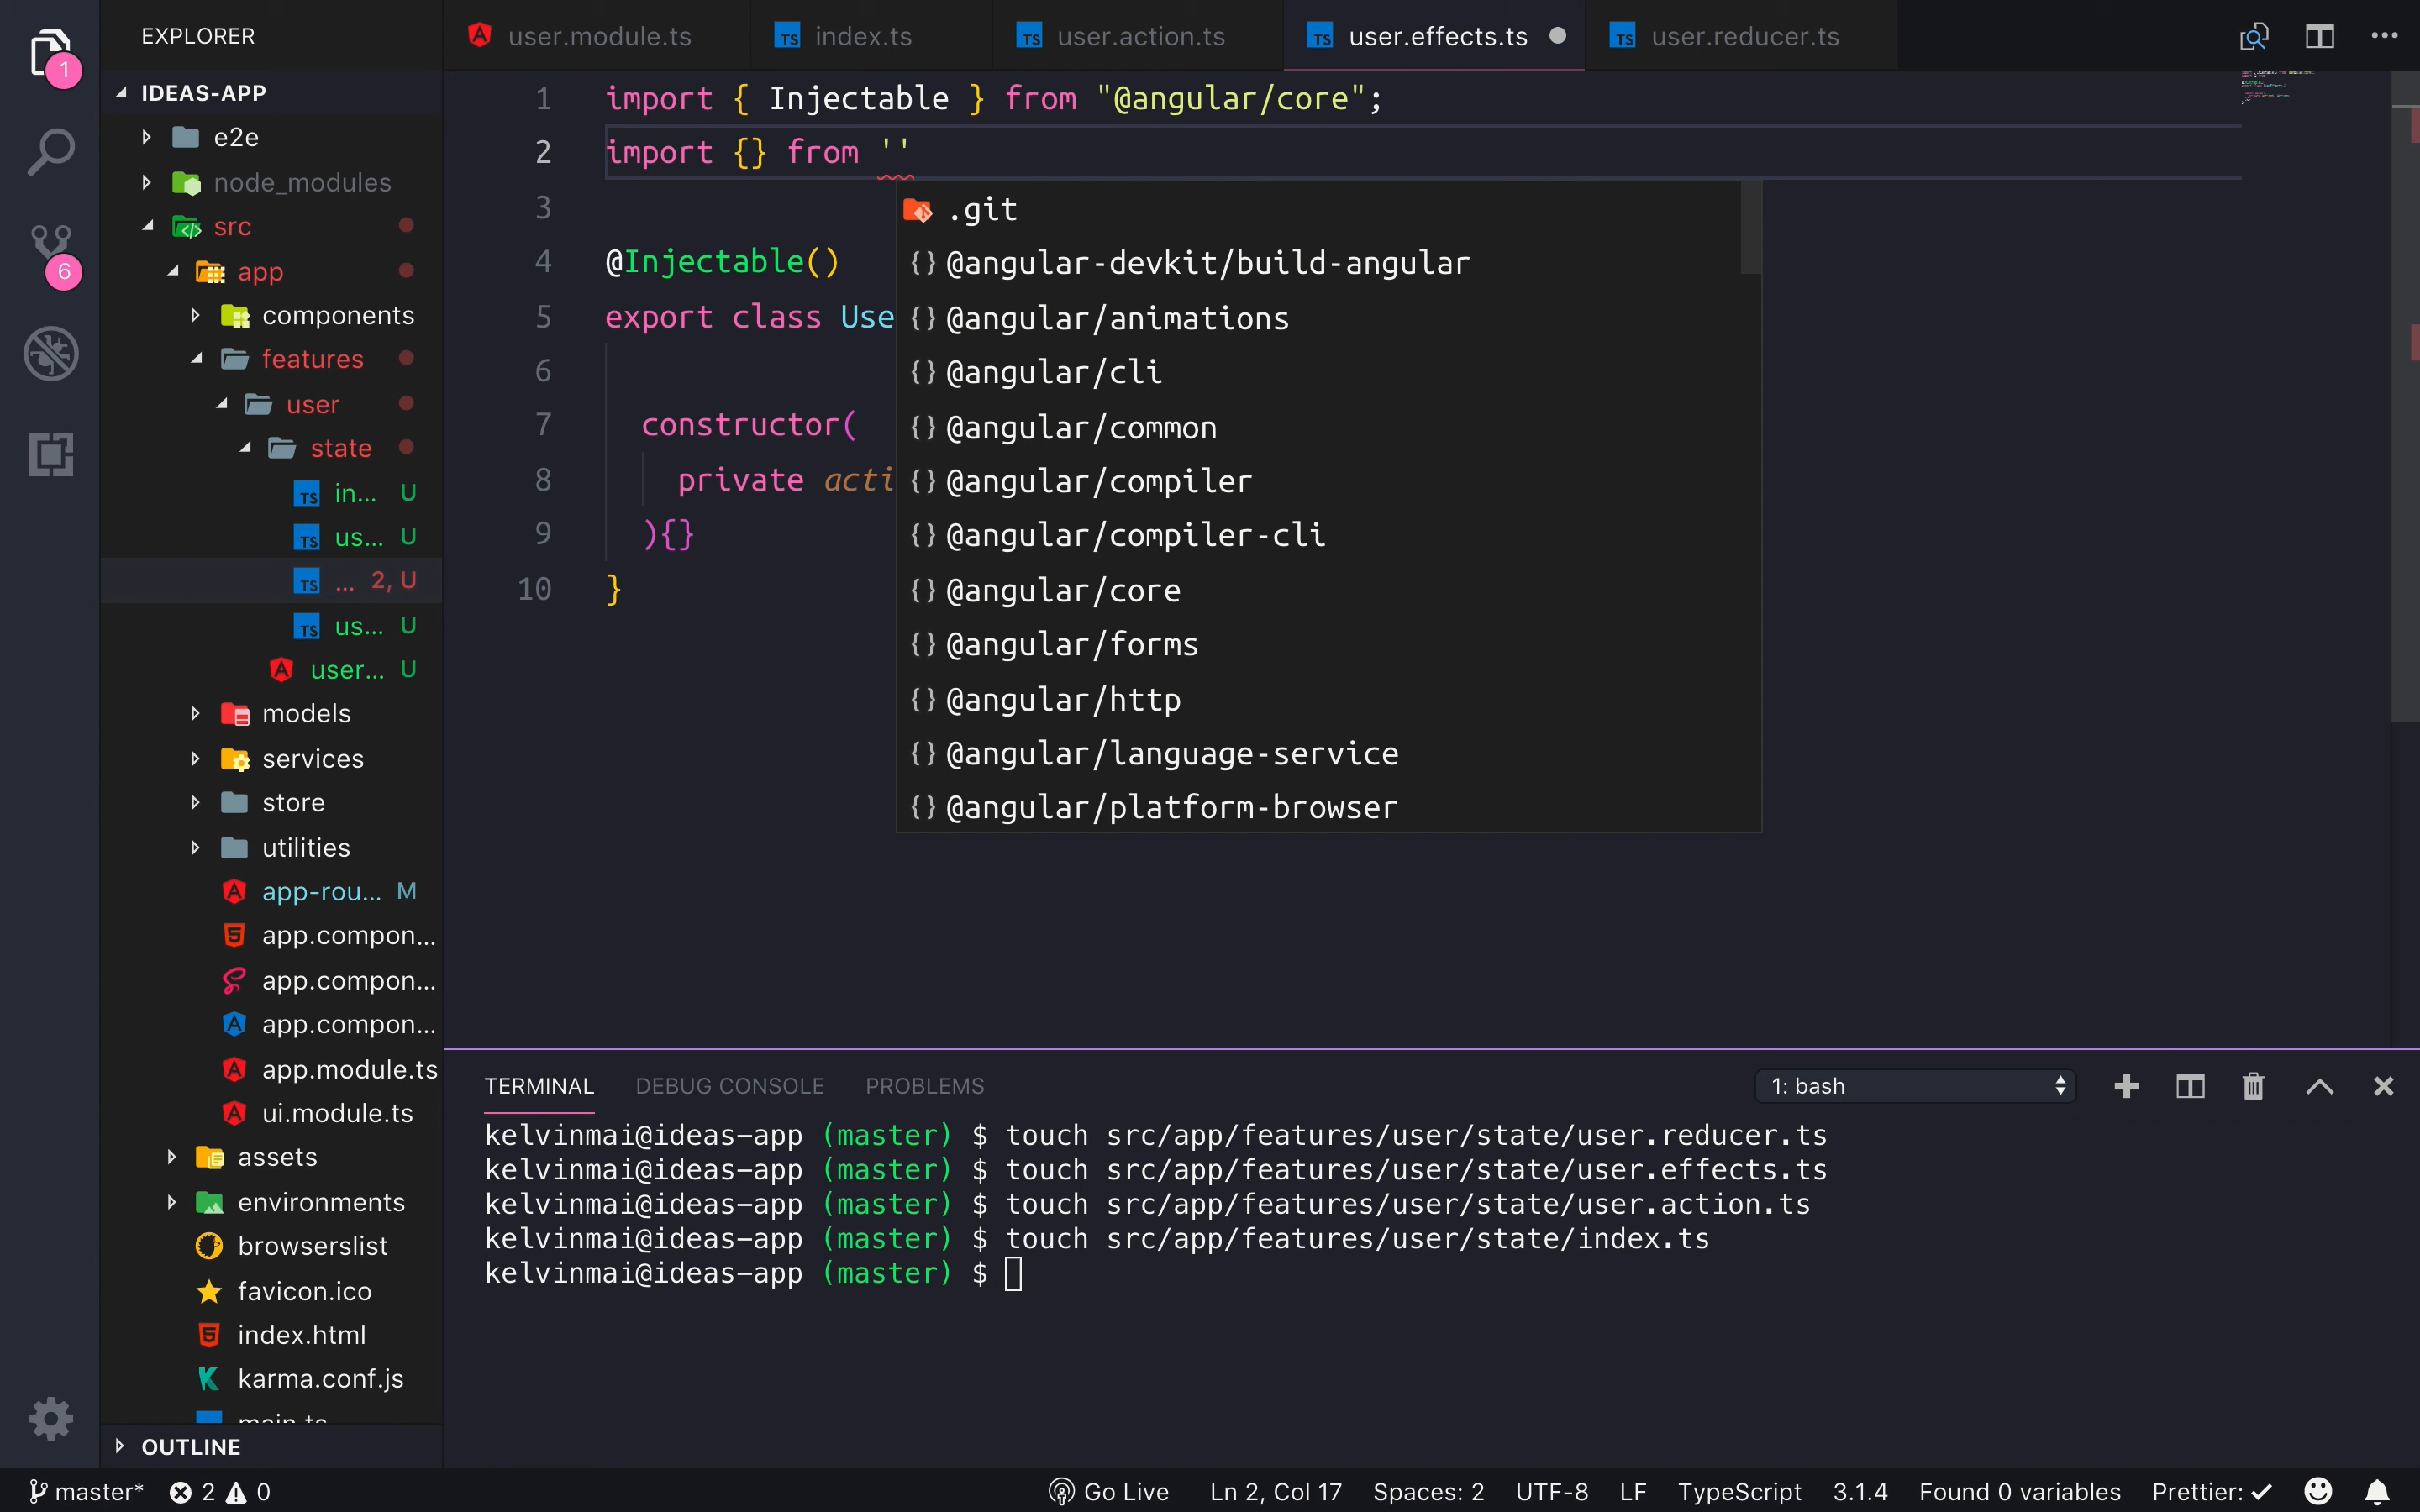 EXPLORER
IDEAS-APP
e2e
node_modules
src
app
components
features
user
state
in... U
us... U
... 2, U
us... U
user... U
models
services
store
utilities
app-rou... M
app.compon...
app.compon...
app.compon...
app.module.ts
ui.module.ts
assets
environments
browserslist
favicon.ico
index.html
karma.conf.js
main.ts
OUTLINE
1
6
user.module.ts
index.ts
user.action.ts
user.effects.ts
user.reducer.ts
1 import { Injectable } from "@angular/core";
2 import {} from ''
3
4 @Injectable()
5 export class Use
6
7 constructor(
8 private acti
9 ){}
10 }
.git
{} @angular-devkit/build-angular
{} @angular/animations
{} @angular/cli
{} @angular/common
{} @angular/compiler
{} @angular/compiler-cli
{} @angular/core
{} @angular/forms
{} @angular/http
{} @angular/language-service
{} @angular/platform-browser
TERMINAL DEBUG CONSOLE PROBLEMS 1: bash
kelvinmai@ideas-app (master) $ touch src/app/features/user/state/user.reducer.ts
kelvinmai@ideas-app (master) $ touch src/app/features/user/state/user.effects.ts
kelvinmai@ideas-app (master) $ touch src/app/features/user/state/user.action.ts
kelvinmai@ideas-app (master) $ touch src/app/features/user/state/index.ts
kelvinmai@ideas-app (master) $
master* 2 0 Go Live Ln 2, Col 17 Spaces: 2 UTF-8 LF TypeScript 3.1.4 Found 0 variables Prettier: ✓